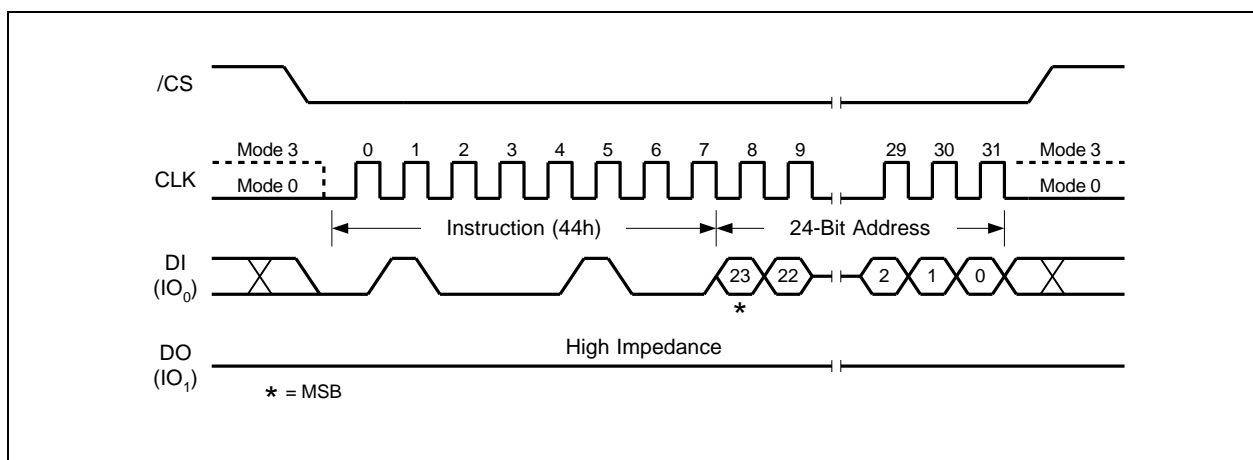 /CS
Mode 3
0 1 2 3 4 5 6 7 8 9 29 30 31
Mode 3
CLK
Mode 0
Mode 0
Instruction (44h)
24-Bit Address
DI
(IO0)
23 22 2 1 0
*
High Impedance
DO
(IO1)
* = MSB